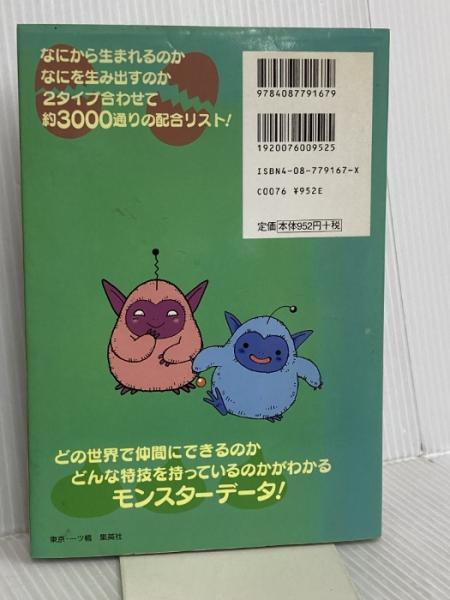 なにから生まれるのか
なにを生み出すのか
2タイプ合わせて
約3000通りの配合リスト!
9784087791679
1920076009525
ISBN4-08-779167-X
C0076 ¥952E
定価 本体952円+税
どの世界で仲間にできるのか
どんな特技を持っているのかがわかる
モンスターデータ!
東京・一ツ橋 集英社